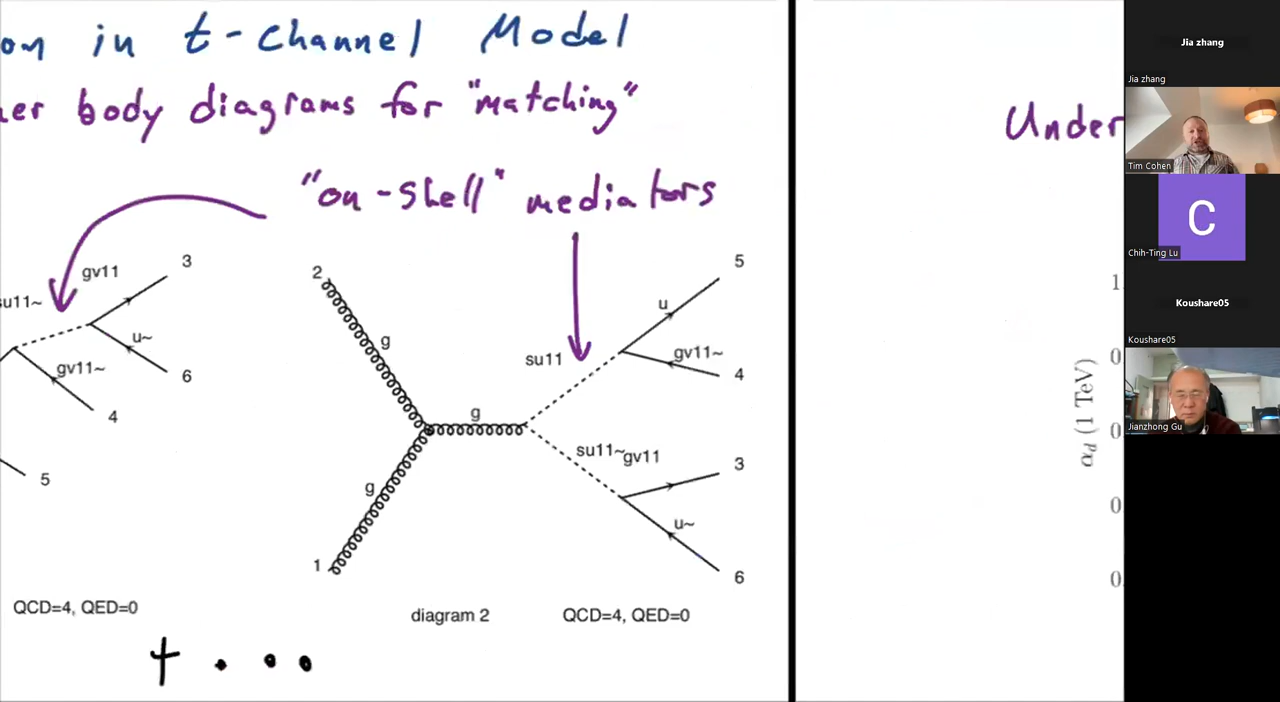 in t-channel Model
body diagrams for "matching"
"on-shell" mediators
Under
gv11
3
su11~
u~
gv11~
6
4
5
QCD=4, QED=0
2
g
g
g
1
su11
u
5
gv11~
4
su11~
gv11
3
u~
6
diagram 2
QCD=4, QED=0
+ ...
1
0
α_d (1 TeV)
0
0
0
Jia zhang
Jia zhang
Tim Cohen
C
Chih-Ting Lu
Koushare05
Koushare05
Jianzhong Gu